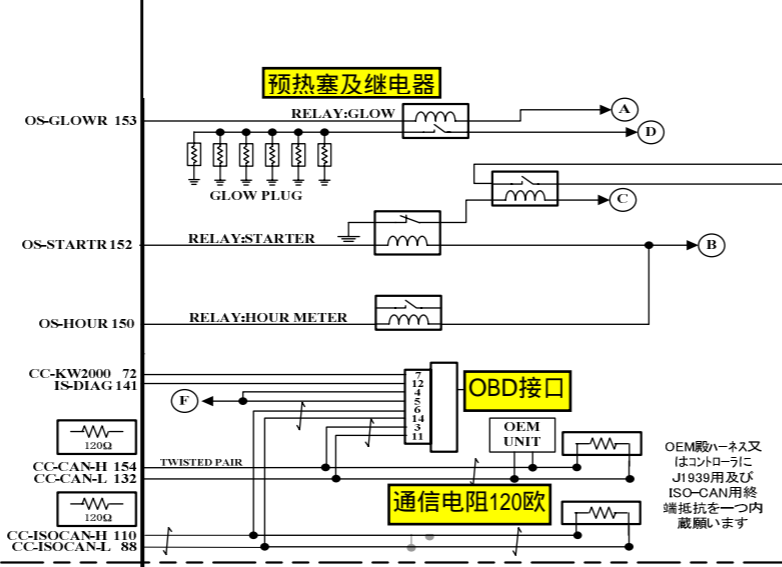 预热塞及继电器
OS-GLOWR 153
RELAY:GLOW
A
D
GLOW PLUG
C
OS-STARTR 152
RELAY:STARTER
B
OS-HOUR 150
RELAY:HOUR METER
CC-KW2000 72
IS-DIAG 141
F
7
12
4
5
6
14
3
11
OBD接口
OEM
UNIT
120Ω
CC-CAN-H 154
TWISTED PAIR
CC-CAN-L 132
通信电阻120欧
120Ω
CC-ISOCAN-H 110
CC-ISOCAN-L 88
OEM殿ハーネス又
はコントローラに
J1939用及び
ISO-CAN用終
端抵抗を一つ内
蔵願います